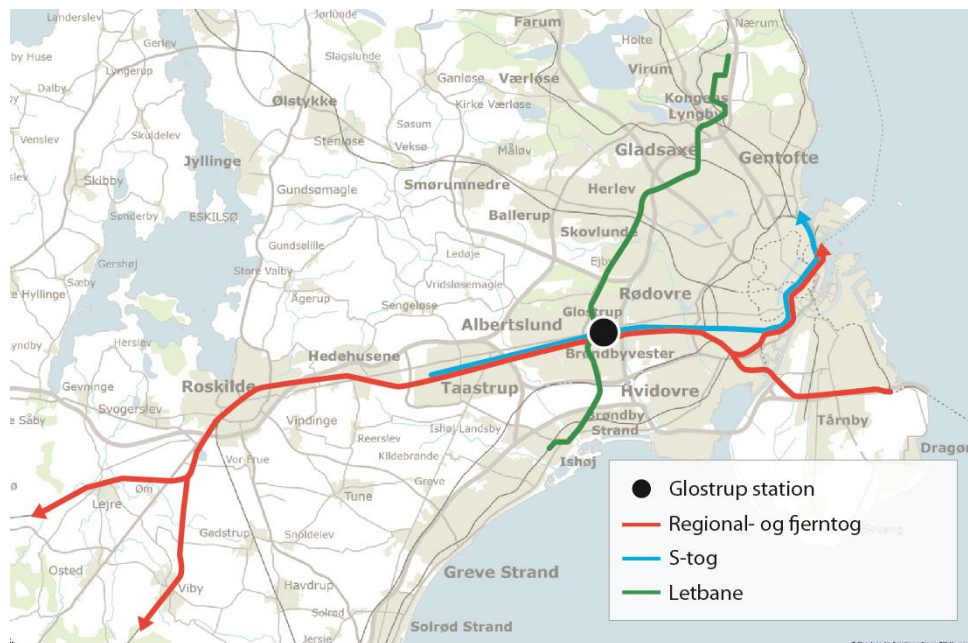 Landerslev
Jørlunde
Slangerup
Farum
Nærum
Gerlev
Holte
by Huse
Lyngerup
Slagslunde
Ganløse
Værløse
Virum
Dalby
Ølstykke
Kirke Værløse
Kongens
Lyngby
Venslev
Skuldelev
Stenløse
Søsum
Veksø
Måløv
Gladsaxe
Gentofte
Jyllinge
Skibby
Gundsømagle
Smørumnedre
Herlev
Sønderby
ESKILSØ
Ballerup
Skovlunde
Gershøj
Gundsølille
Ledøje
Ejby
Sæby
Store Valby
Vridsløsemagle
Rødovre
e Hyllinge
Ågerup
Sengeløse
Glostrup
Albertslund
Herslev
Hedehusene
Brøndbyvester
Gevninge
Roskilde
Taastrup
Hvidovre
Svogerslev
Vindinge
Ishøj Landsby
Brøndby
Strand
Tårnby
e Såby
Reerslev
Kildebrønde
Vor Frue
Ishøj
Dragør
Øm
Tune
Greve
Lejre
Gadstrup
Snoldelev
Osted
Viby
Havdrup
Greve Strand
Solrød
Jersie
Solrød Strand
Glostrup station
Regional- og fjerntog
S-tog
Letbane